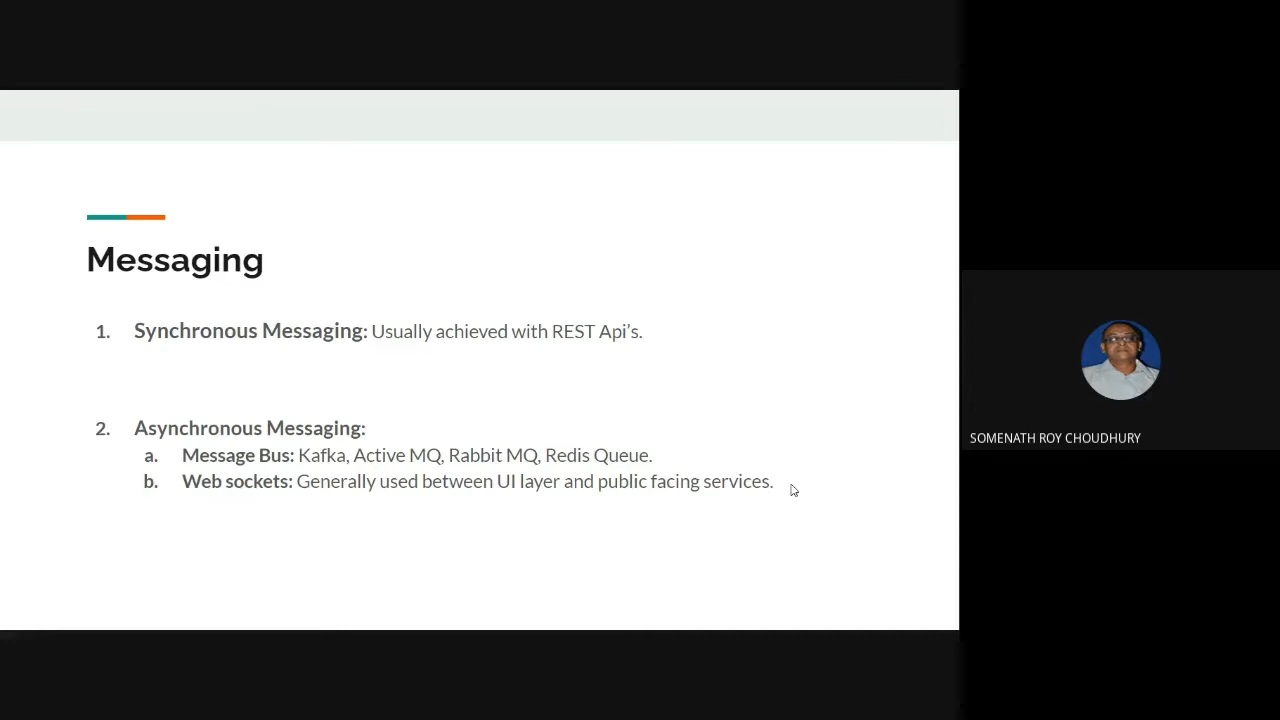 Messaging
1. Synchronous Messaging: Usually achieved with REST Api's.
2. Asynchronous Messaging:
a. Message Bus: Kafka, Active MQ, Rabbit MQ, Redis Queue.
b. Web sockets: Generally used between UI layer and public facing services.
SOMENATH ROY CHOUDHURY